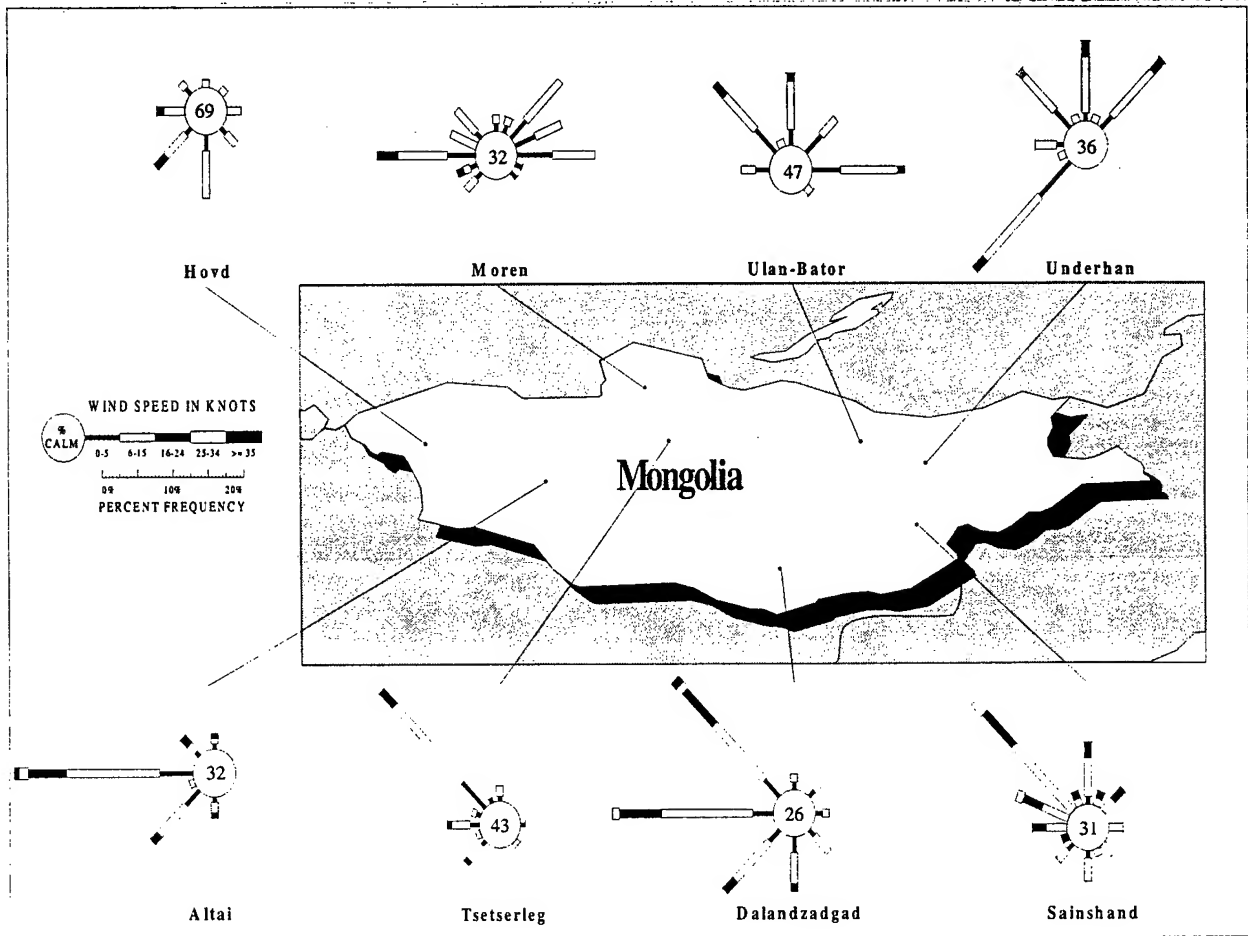 69
32
47
36
Hovd
Moren
Ulan-Bator
Underhan
WIND SPEED IN KNOTS
%
CALM
0-5 6-15 16-24 25-34 >= 35
0% 10% 20%
PERCENT FREQUENCY
Mongolia
32
43
26
31
Altai
Tsetserleg
Dalandzadgad
Sainshand